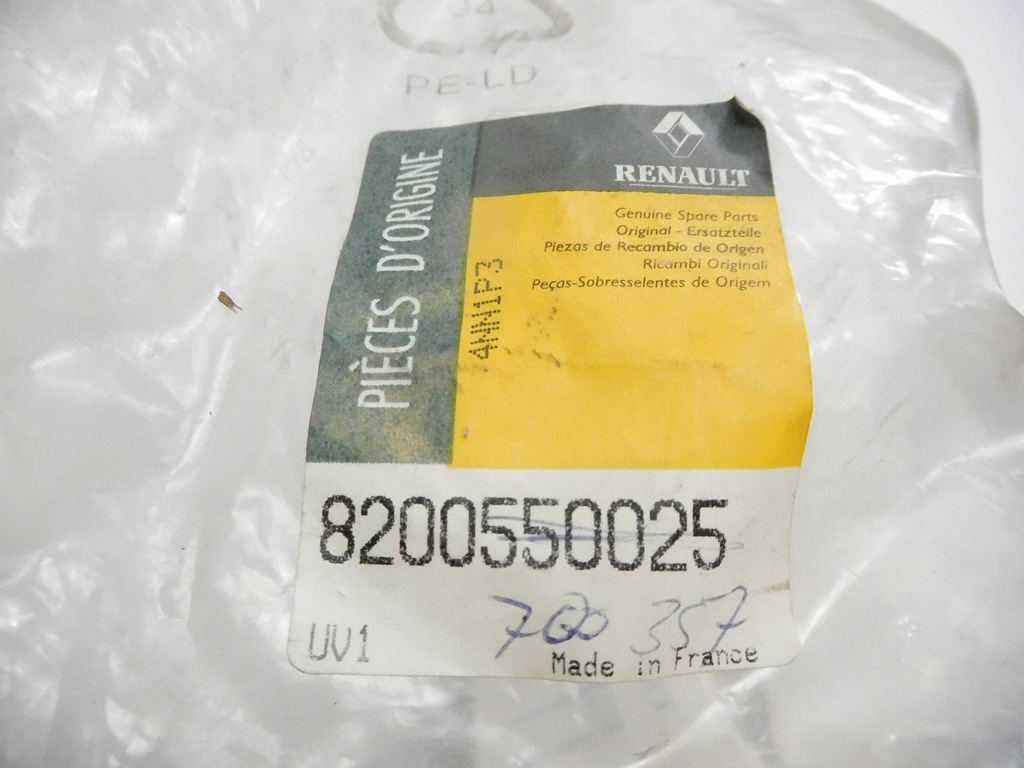 04
PE-LD
RENAULT
PIÈCES D'ORIGINE
Genuine Spare Parts
Original - Ersatzteile
Piezas de Recambio de Origen
Ricambi Originali
Peças-Sobresselentes de Origem
8200550025
700 357
UV1
Made in France